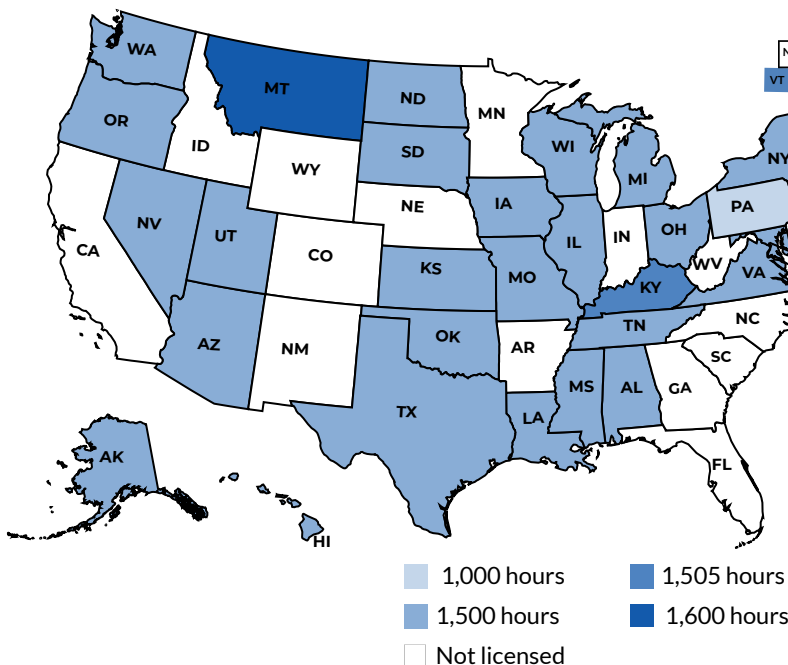 WA
MT
ND
MN
VT
OR
ID
SD
WI
MI
NY
WY
NE
IA
PA
NV
UT
CO
KS
MO
IL
IN
OH
WV
VA
CA
KY
AZ
NM
OK
AR
TN
NC
SC
TX
LA
MS
AL
GA
FL
AK
HI
1,000 hours
1,505 hours
1,500 hours
1,600 hours
Not licensed